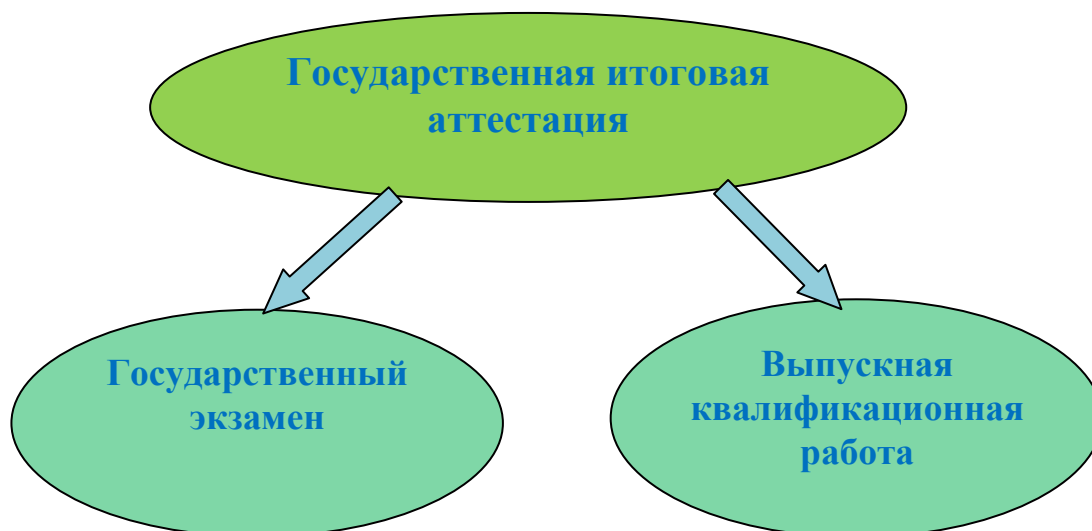 Государственная итоговая
аттестация
Государственный
экзамен
Выпускная
квалификационная
работа